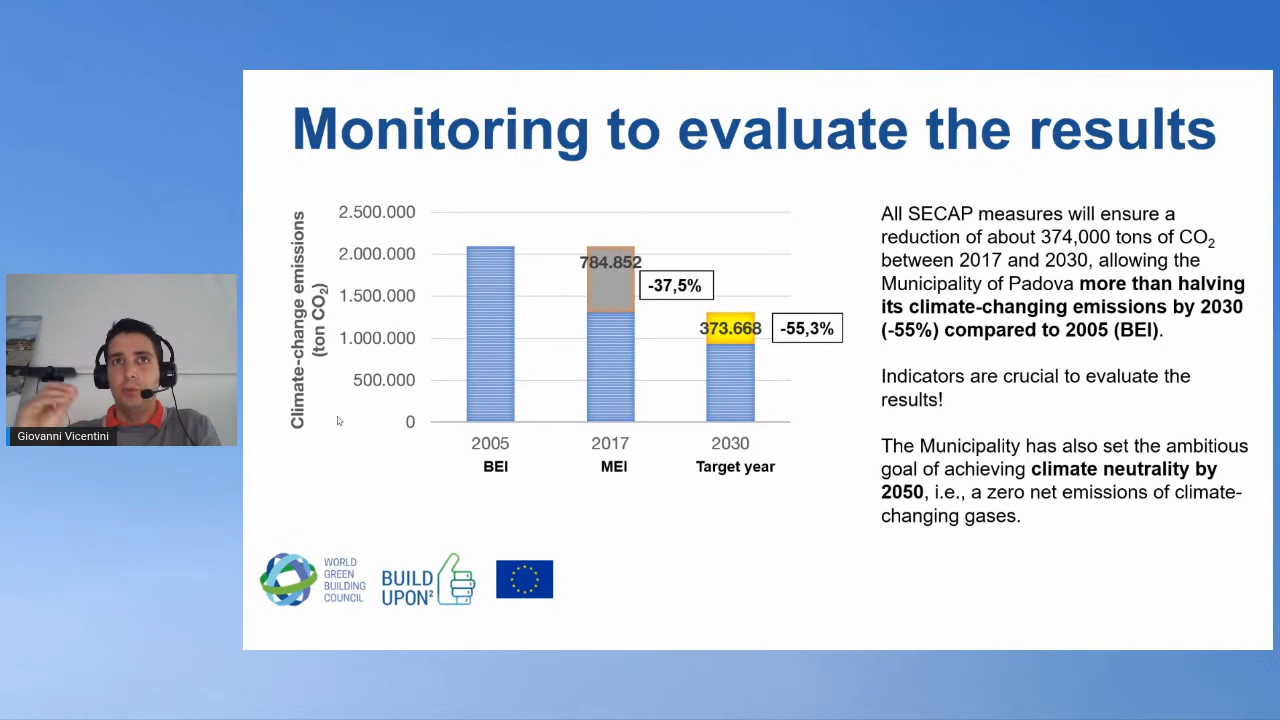 Monitoring to evaluate the results
Climate-change emissions
(ton CO2)
2.500.000
2.000.000
1.500.000
1.000.000
500.000
0
784.852
-37,5%
373.668
-55,3%
2005
2017
2030
BEI
MEI
Target year
All SECAP measures will ensure a
reduction of about 374,000 tons of CO2
between 2017 and 2030, allowing the
Municipality of Padova more than halving
its climate-changing emissions by 2030
(-55%) compared to 2005 (BEI).
Indicators are crucial to evaluate the
results!
The Municipality has also set the ambitious
goal of achieving climate neutrality by
2050, i.e., a zero net emissions of climate-
changing gases.
Giovanni Vicentini
WORLD
GREEN
BUILDING
COUNCIL
BUILD
UPON²